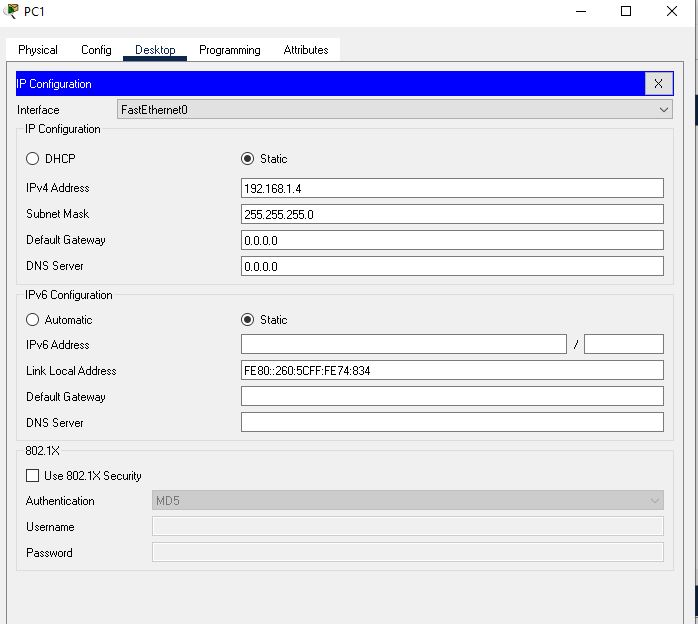 PC1
Physical Config Desktop Programming Attributes
IP Configuration X
Interface FastEthernet0
IP Configuration
DHCP Static
IPv4 Address 192.168.1.4
Subnet Mask 255.255.255.0
Default Gateway 0.0.0.0
DNS Server 0.0.0.0
IPv6 Configuration
Automatic Static
IPv6 Address /
Link Local Address FE80::260:5CFF:FE74:834
Default Gateway
DNS Server
802.1X
Use 802.1X Security
Authentication MD5
Username
Password